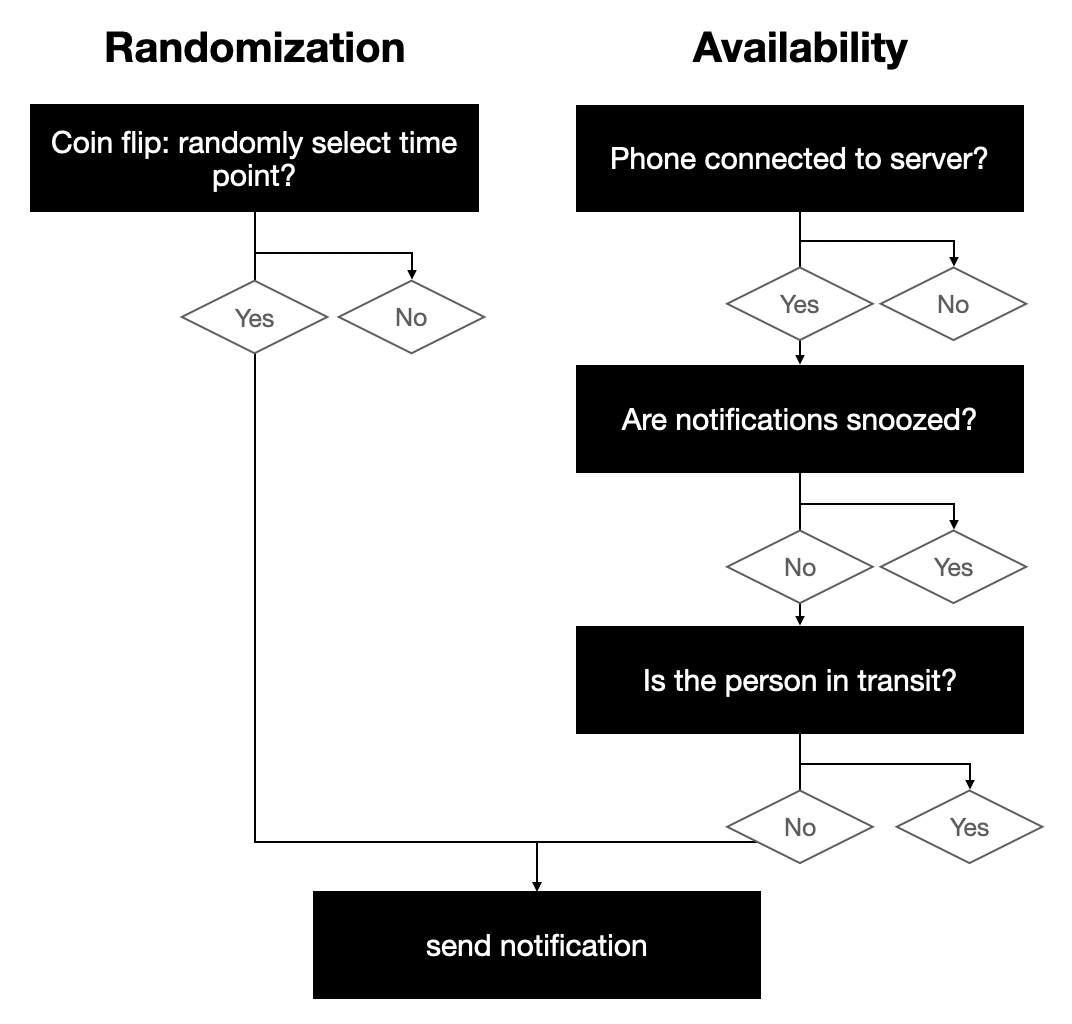 Randomization
Coin flip: randomly select time
point?
Yes
No
Availability
Phone connected to server?
Yes
No
Are notifications snoozed?
No
Yes
Is the person in transit?
No
Yes
send notification